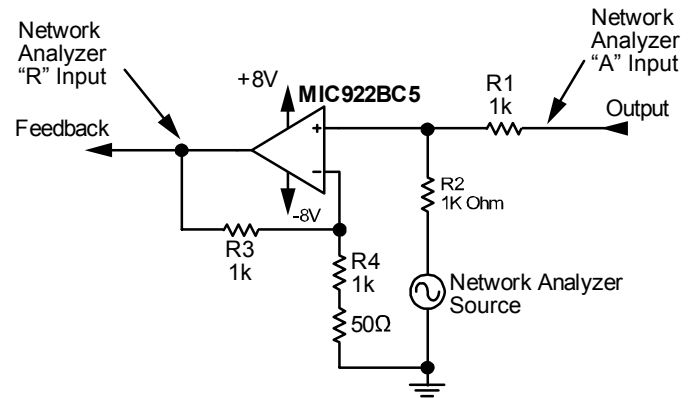 Network
Analyzer
“R” Input
Network
Analyzer
“A” Input
+8V
MIC922BC5
R1
1k
Output
Feedback
+
R2
1K Ohm
−
-8V
R3
1k
R4
1k
Network Analyzer
Source
50Ω